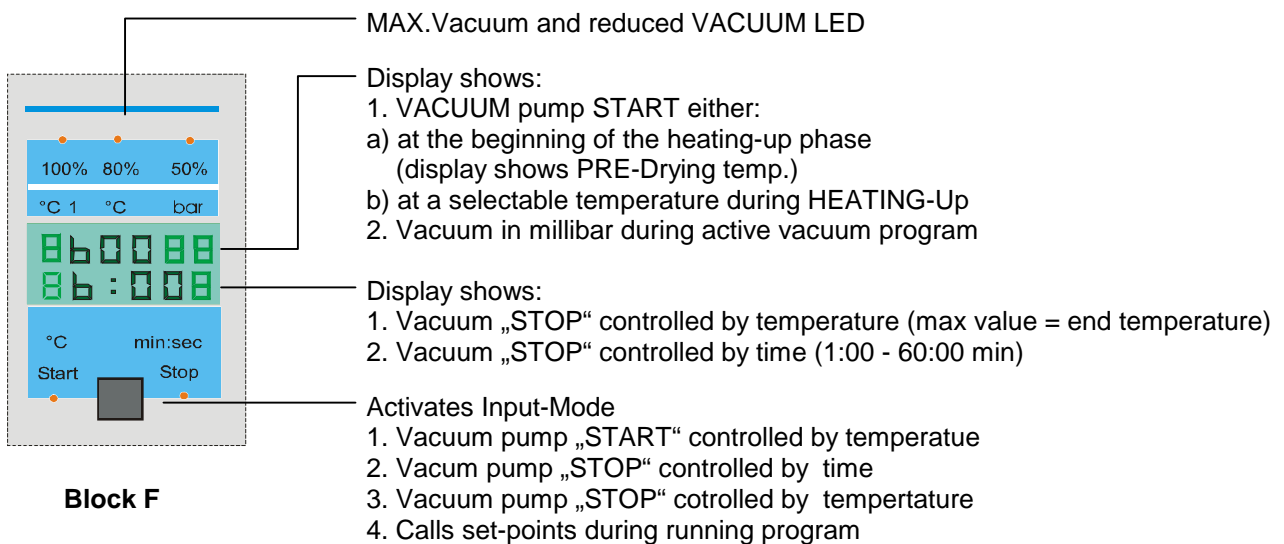 MAX.Vacuum and reduced VACUUM LED
Display shows:
1. VACUUM pump START either:
a) at the beginning of the heating-up phase
(display shows PRE-Drying temp.)
b) at a selectable temperature during HEATING-Up
2. Vacuum in millibar during active vacuum program
Display shows:
1. Vacuum „STOP“ controlled by temperature (max value = end temperature)
2. Vacuum „STOP“ controlled by time (1:00 - 60:00 min)
Activates Input-Mode
1. Vacuum pump „START“ controlled by temperatue
2. Vacum pump „STOP“ controlled by time
3. Vacuum pump „STOP“ cotrolled by tempertature
4. Calls set-points during running program
100% 80% 50%
°C 1 °C bar
8b0088
8b:008
°C min:sec
Start Stop
Block F